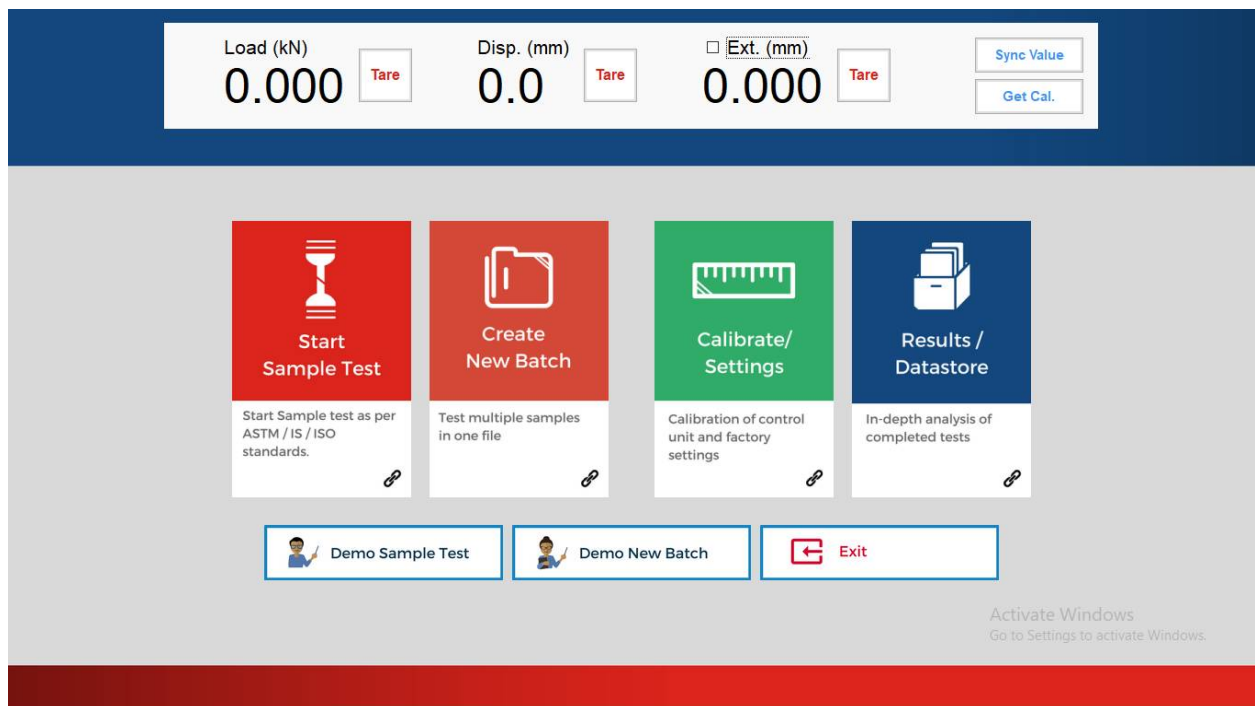 Load (kN)
0.000
Tare
Disp. (mm)
0.0
Tare
Ext. (mm)
0.000
Tare
Sync Value
Get Cal.
Start
Sample Test
Start Sample test as per
ASTM / IS / ISO
standards.
Create
New Batch
Test multiple samples
in one file
Calibrate/
Settings
Calibration of control
unit and factory
settings
Results /
Datastore
In-depth analysis of
completed tests
Demo Sample Test
Demo New Batch
Exit
Activate Windows
Go to Settings to activate Windows.